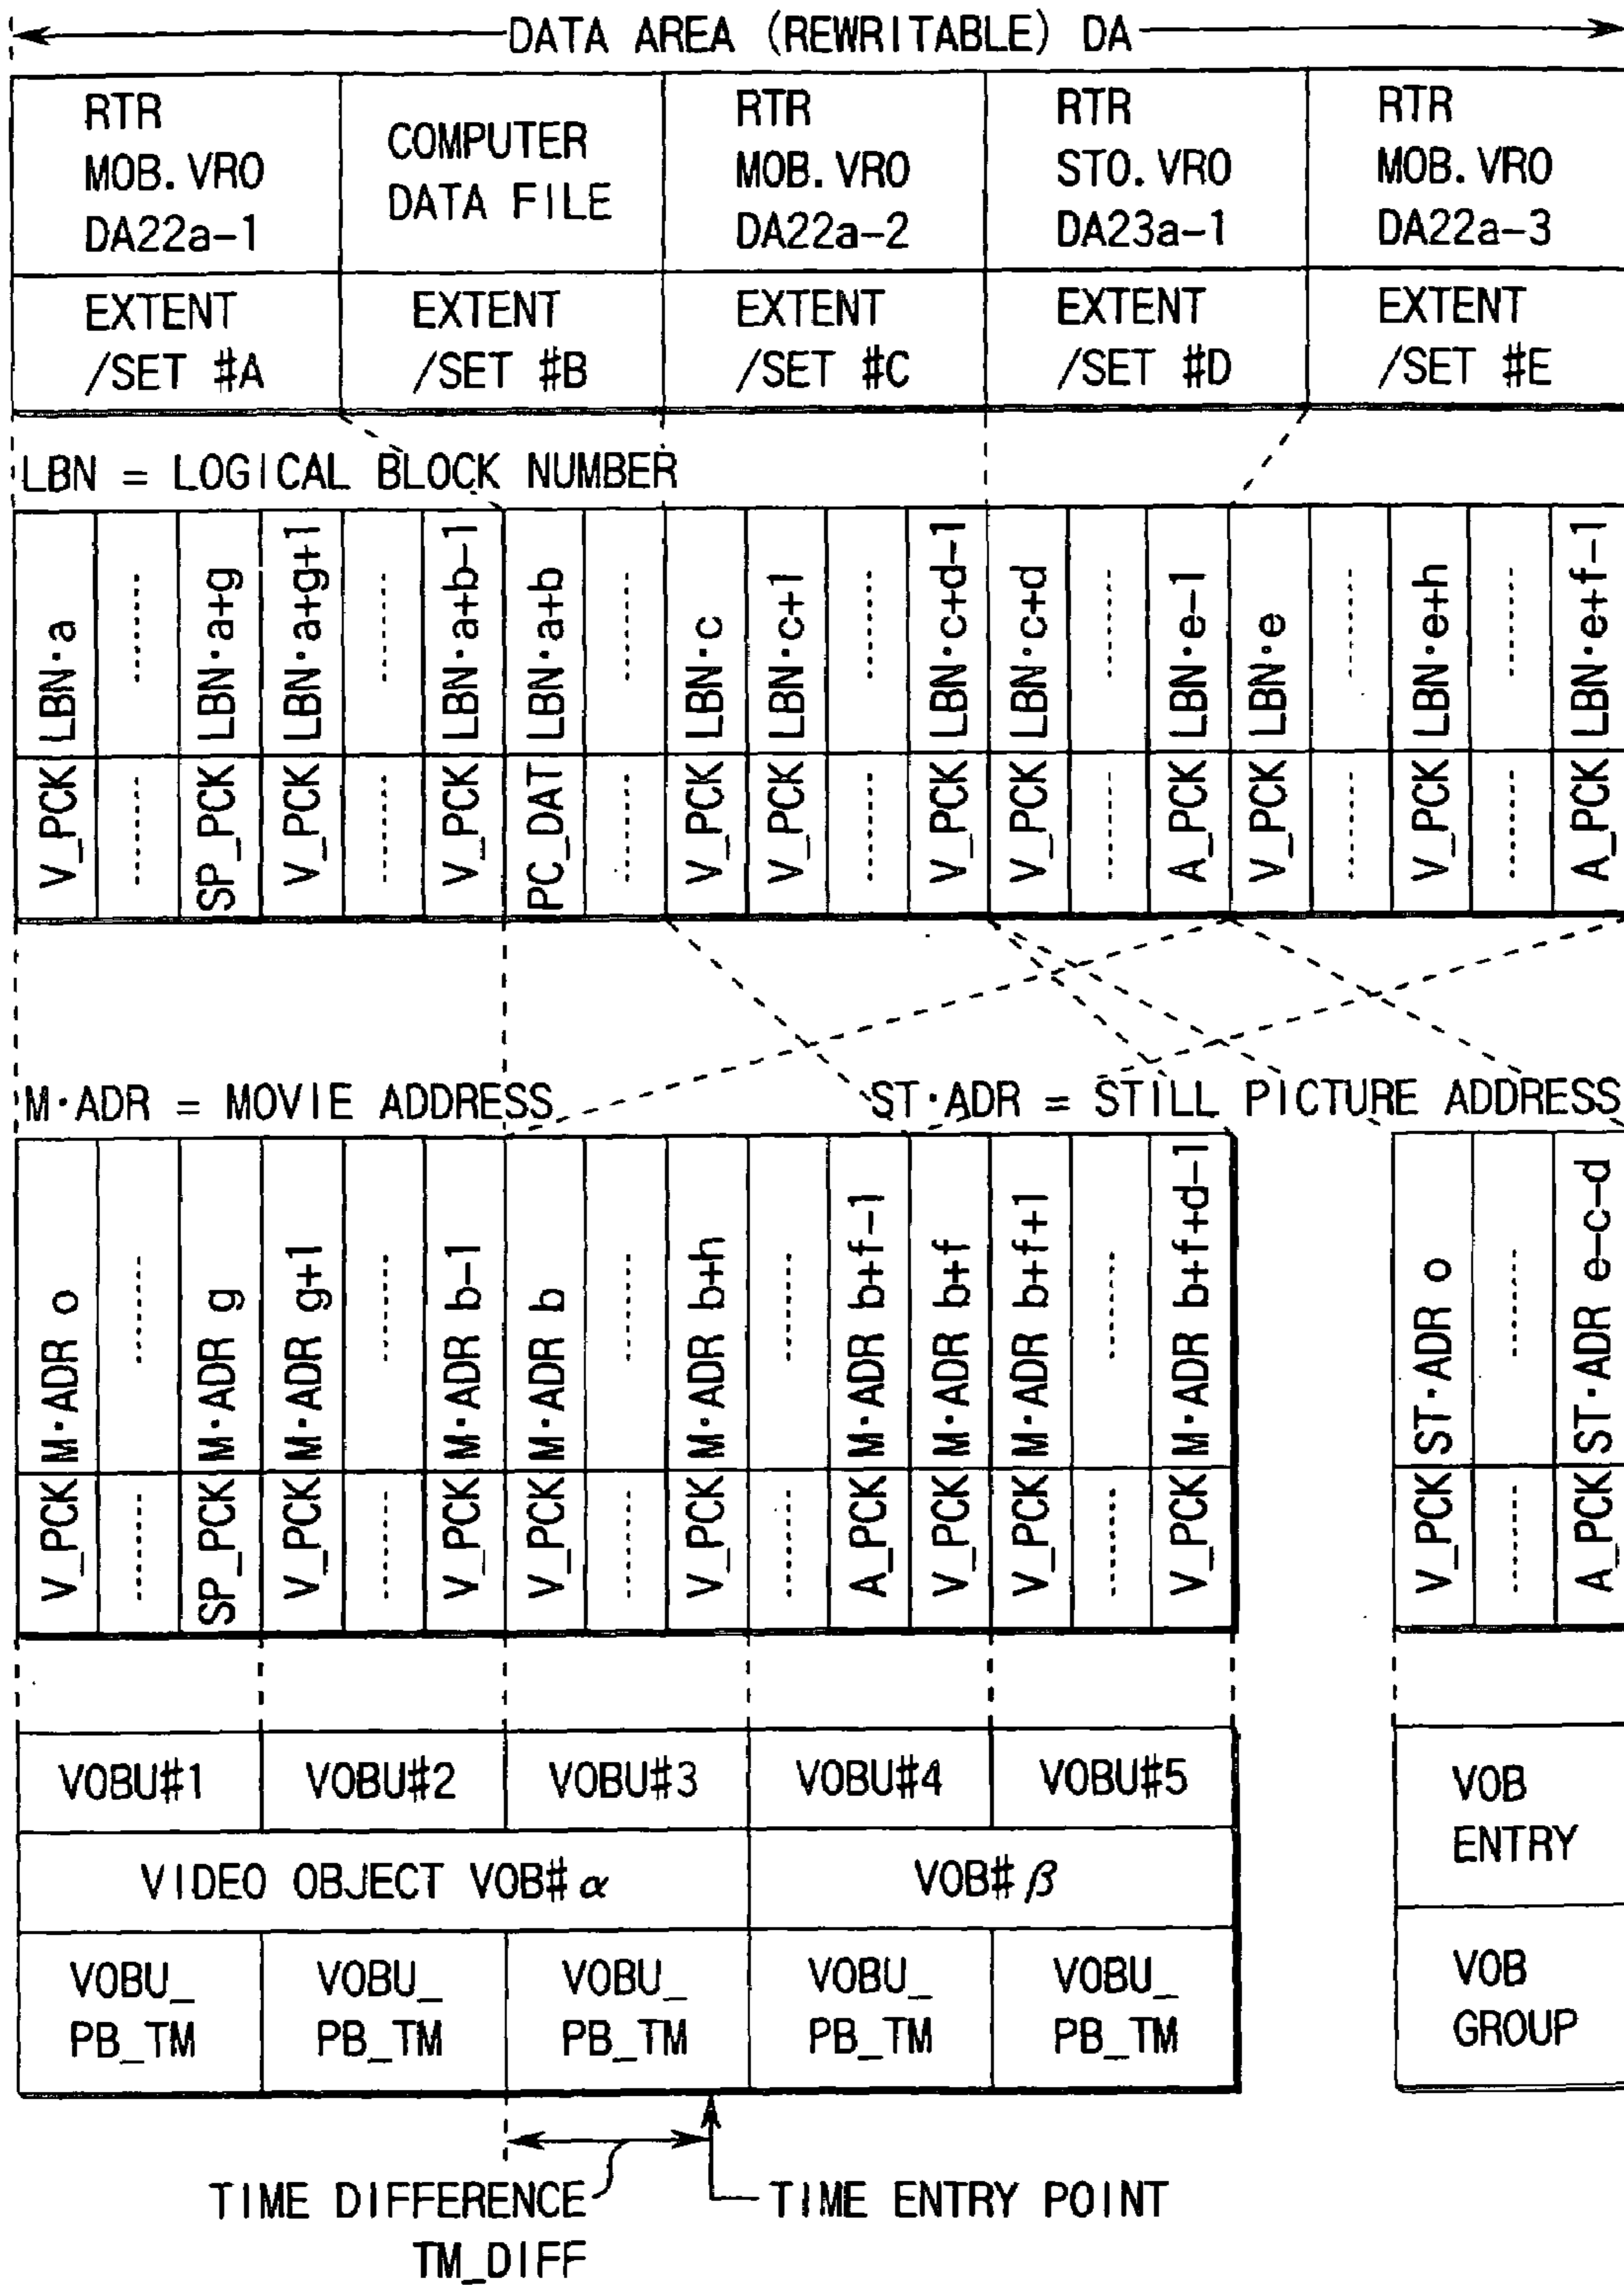 DATA AREA (REWRITABLE) DA
RTR
MOB.VRO
DA22a-1
COMPUTER
DATA FILE
RTR
MOB.VRO
DA22a-2
RTR
STO.VRO
DA23a-1
RTR
MOB.VRO
DA22a-3
EXTENT
/SET #A
EXTENT
/SET #B
EXTENT
/SET #C
EXTENT
/SET #D
EXTENT
/SET #E
LBN = LOGICAL BLOCK NUMBER
V_PCK LBN·a
SP_PCK LBN·a+g
V_PCK LBN·a+g+1
V_PCK LBN·a+b-1
PC_DAT LBN·a+b
V_PCK LBN·c
V_PCK LBN·c+1
V_PCK LBN·c+d-1
V_PCK LBN·c+d
A_PCK LBN·e-1
V_PCK LBN·e
V_PCK LBN·e+h
A_PCK LBN·e+f-1
M·ADR = MOVIE ADDRESS
ST·ADR = STILL PICTURE ADDRESS
V_PCK M·ADR o
SP_PCK M·ADR g
V_PCK M·ADR g+1
V_PCK M·ADR b-1
V_PCK M·ADR b
V_PCK M·ADR b+h
A_PCK M·ADR b+f-1
V_PCK M·ADR b+f
V_PCK M·ADR b+f+1
V_PCK M·ADR b+f+d-1
V_PCK ST·ADR o
A_PCK ST·ADR e-c-d
VOBU#1
VOBU#2
VOBU#3
VOBU#4
VOBU#5
VIDEO OBJECT VOB#α
VOB#β
VOBU_
PB_TM
VOBU_
PB_TM
VOBU_
PB_TM
VOBU_
PB_TM
VOBU_
PB_TM
VOB
ENTRY
VOB
GROUP
TIME DIFFERENCE
TM_DIFF
TIME ENTRY POINT